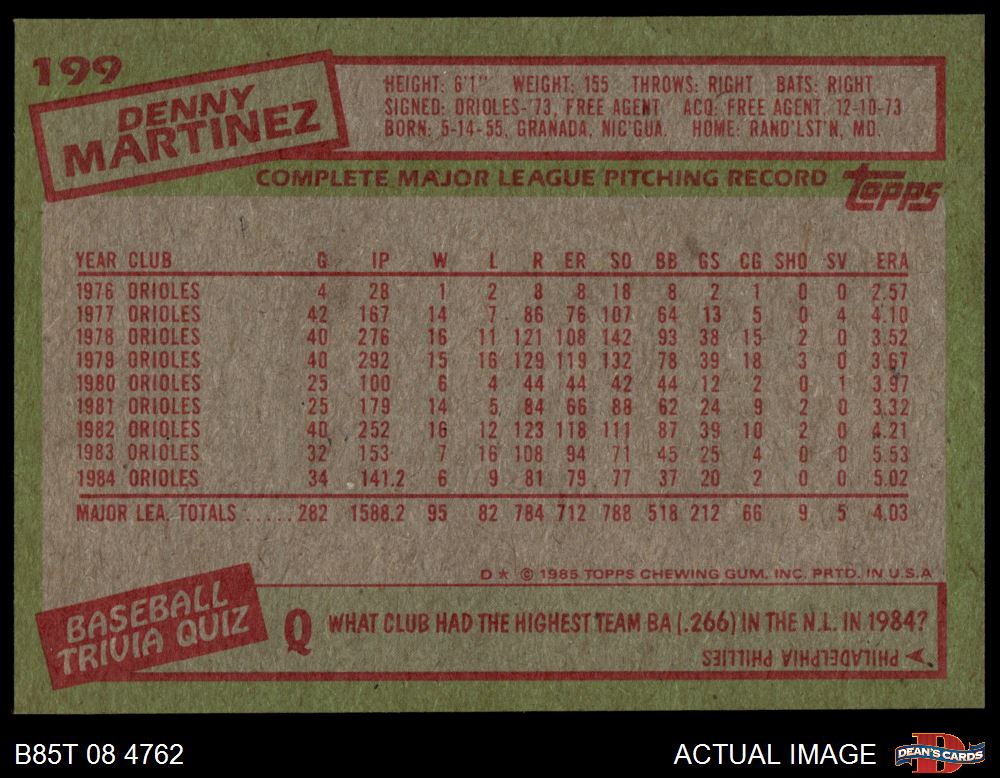 199
DENNY
MARTINEZ
HEIGHT: 6'1" WEIGHT: 155 THROWS: RIGHT BATS: RIGHT
SIGNED: ORIOLES-'73, FREE AGENT ACQ: FREE AGENT, 12-10-73
BORN: 5-14-55, GRANADA, NIC'GUA. HOME: RAND'LST'N, MD.
COMPLETE MAJOR LEAGUE PITCHING RECORD
topps
YEAR CLUB G IP W L R ER SO BB GS CG SHO SV ERA
1976 ORIOLES 4 28 1 2 8 8 18 8 2 1 0 0 2.57
1977 ORIOLES 42 167 14 7 86 76 107 64 13 5 0 4 4.10
1978 ORIOLES 40 276 16 11 121 108 142 93 38 15 2 0 3.52
1979 ORIOLES 40 292 15 16 129 119 132 78 39 18 3 0 3.67
1980 ORIOLES 25 100 6 4 44 44 42 44 12 2 0 1 3.97
1981 ORIOLES 25 179 14 5 84 66 88 62 24 9 2 0 3.32
1982 ORIOLES 40 252 16 12 123 118 111 87 39 10 2 0 4.21
1983 ORIOLES 32 153 7 16 108 94 71 45 25 4 0 0 5.53
1984 ORIOLES 34 141.2 6 9 81 79 77 37 20 2 0 0 5.02
MAJOR LEA. TOTALS ..... 282 1588.2 95 82 784 712 788 518 212 66 9 5 4.03
D* © 1985 TOPPS CHEWING GUM, INC. PRTD. IN U.S.A
BASEBALL
TRIVIA QUIZ
Q WHAT CLUB HAD THE HIGHEST TEAM BA (.266) IN THE N.L. IN 1984?
PHILADELPHIA PHILLIES
B85T 08 4762
ACTUAL IMAGE
DEAN'S CARDS